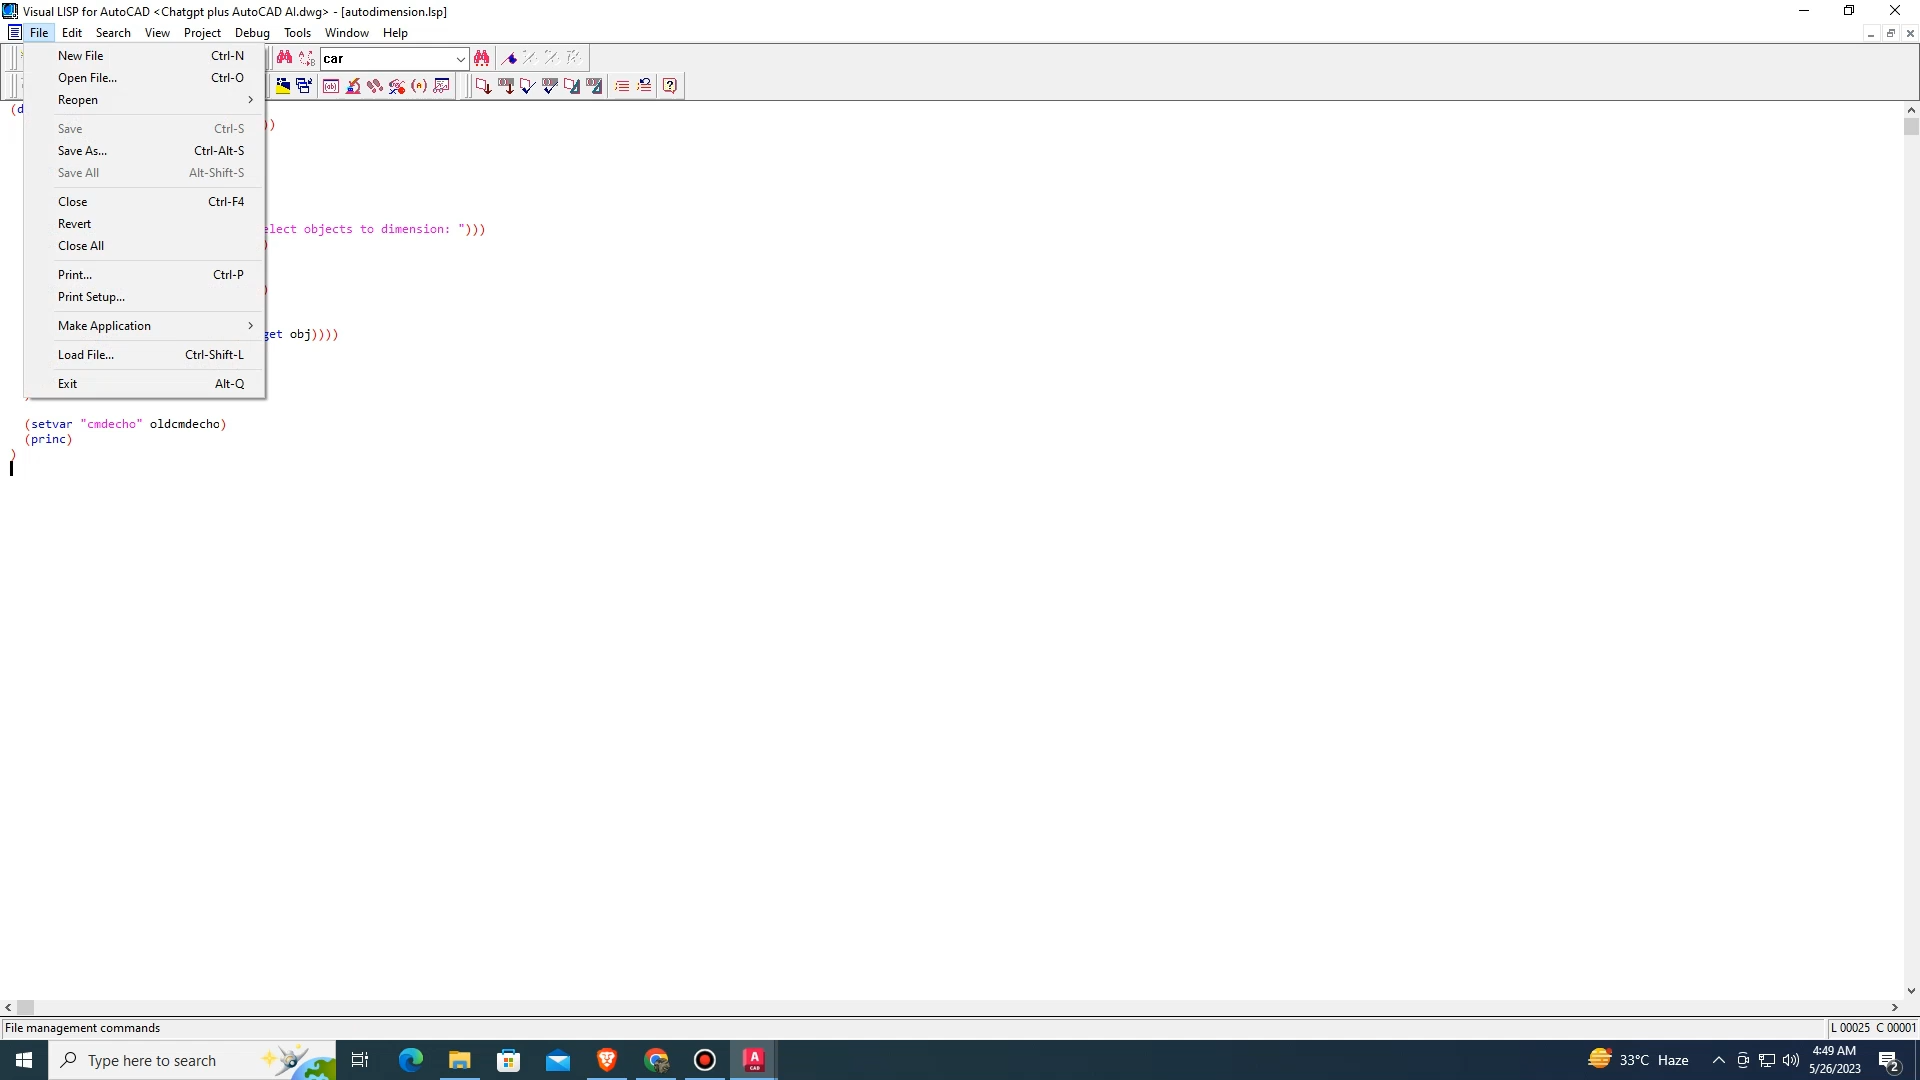 Visual LISP for AutoCAD <Chatgpt plus AutoCAD AI.dwg> - [autodimension.lsp]
File Edit Search View Project Debug Tools Window Help
New File Ctrl-N
car
Open File... Ctrl-O
Reopen
(d
))
Save Ctrl-S
Save As... Ctrl-Alt-S
Save All Alt-Shift-S
Close Ctrl-F4
Revert
elect objects to dimension: ")))
Close All
)
Print... Ctrl-P
)
Print Setup...
Make Application
get obj))))
Load File... Ctrl-Shift-L
Exit Alt-Q
(setvar "cmdecho" oldcmdecho)
(princ)
)
File management commands
L 00025 C 00001
Type here to search
A
CAD
33°C Haze
4:49 AM
5/26/2023
2